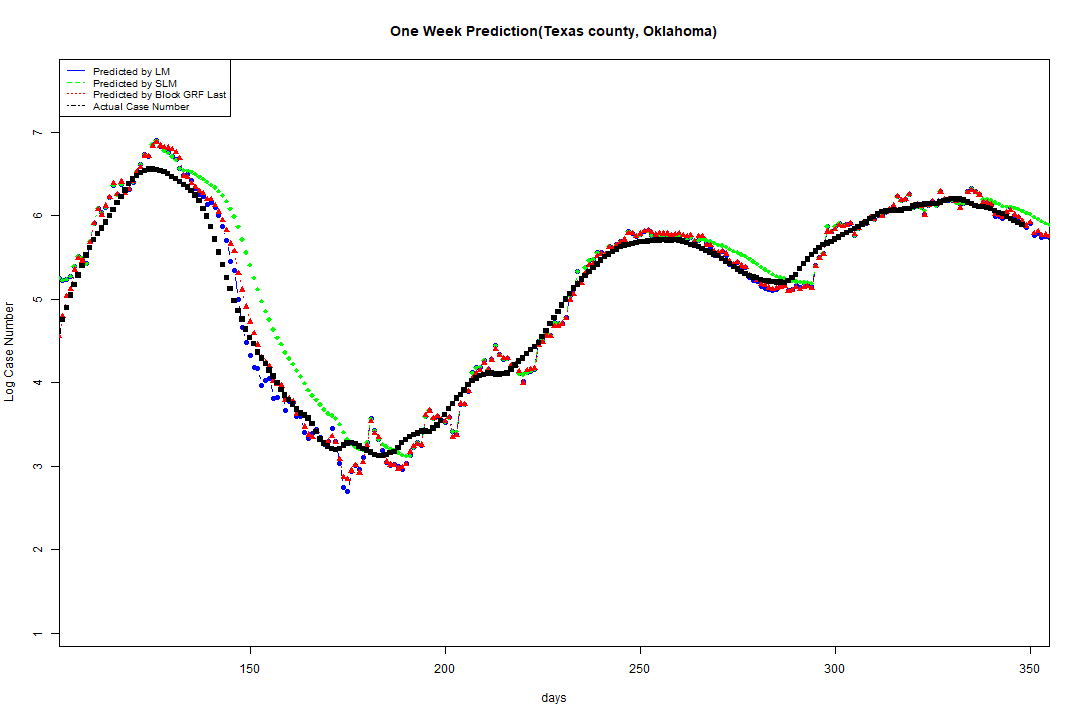 One Week Prediction(Texas county, Oklahoma)
Predicted by LM
Predicted by SLM
Predicted by Block GRF Last
Actual Case Number
7
6
5
4
3
2
1
Log Case Number
150 200 250 300 350
days